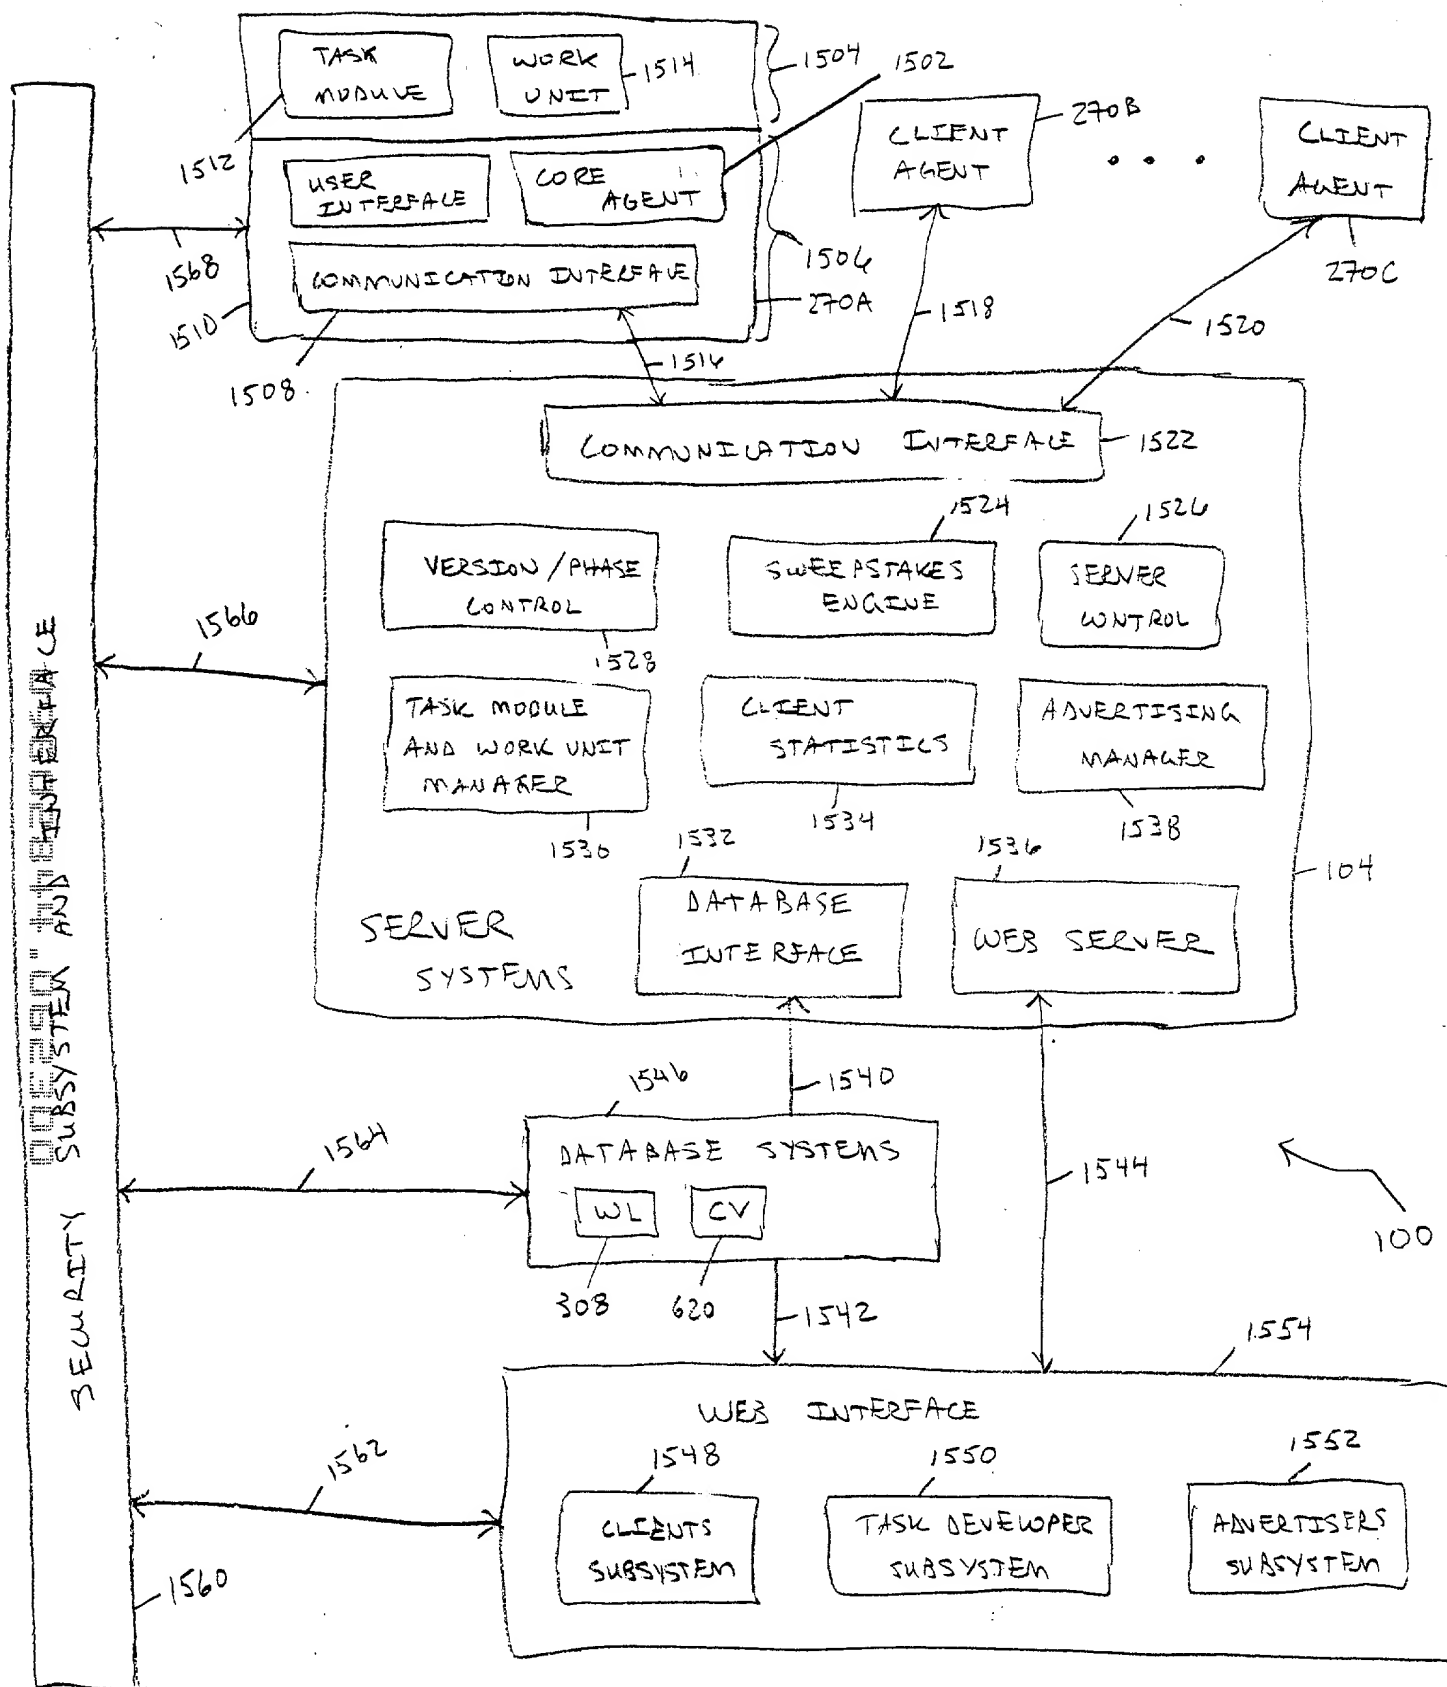 TASK
MODULE
WORK
UNIT
1514
1504
1502
1512
USER
INTERFACE
CORE
AGENT
COMMUNICATION INTERFACE
1506
270A
1568
1510
1508
CLIENT
AGENT
270B
CLIENT
AGENT
270C
1516
1518
1520
COMMUNICATION INTERFACE
1522
VERSION/PHASE
CONTROL
1528
1524
SWEEPSTAKES
ENGINE
1526
SERVER
CONTROL
1566
TASK MODULE
AND WORK UNIT
MANAGER
1530
CLIENT
STATISTICS
1534
ADVERTISING
MANAGER
1538
1532
DATABASE
INTERFACE
1536
WEB SERVER
104
SERVER
SYSTEMS
1546
1540
DATABASE SYSTEMS
WL
CV
308
620
1564
1542
1544
100
1554
WEB INTERFACE
1562
1548
CLIENTS
SUBSYSTEM
1550
TASK DEVELOPER
SUBSYSTEM
1552
ADVERTISERS
SUBSYSTEM
1560
SECURITY SUBSYSTEM AND INTERFACE